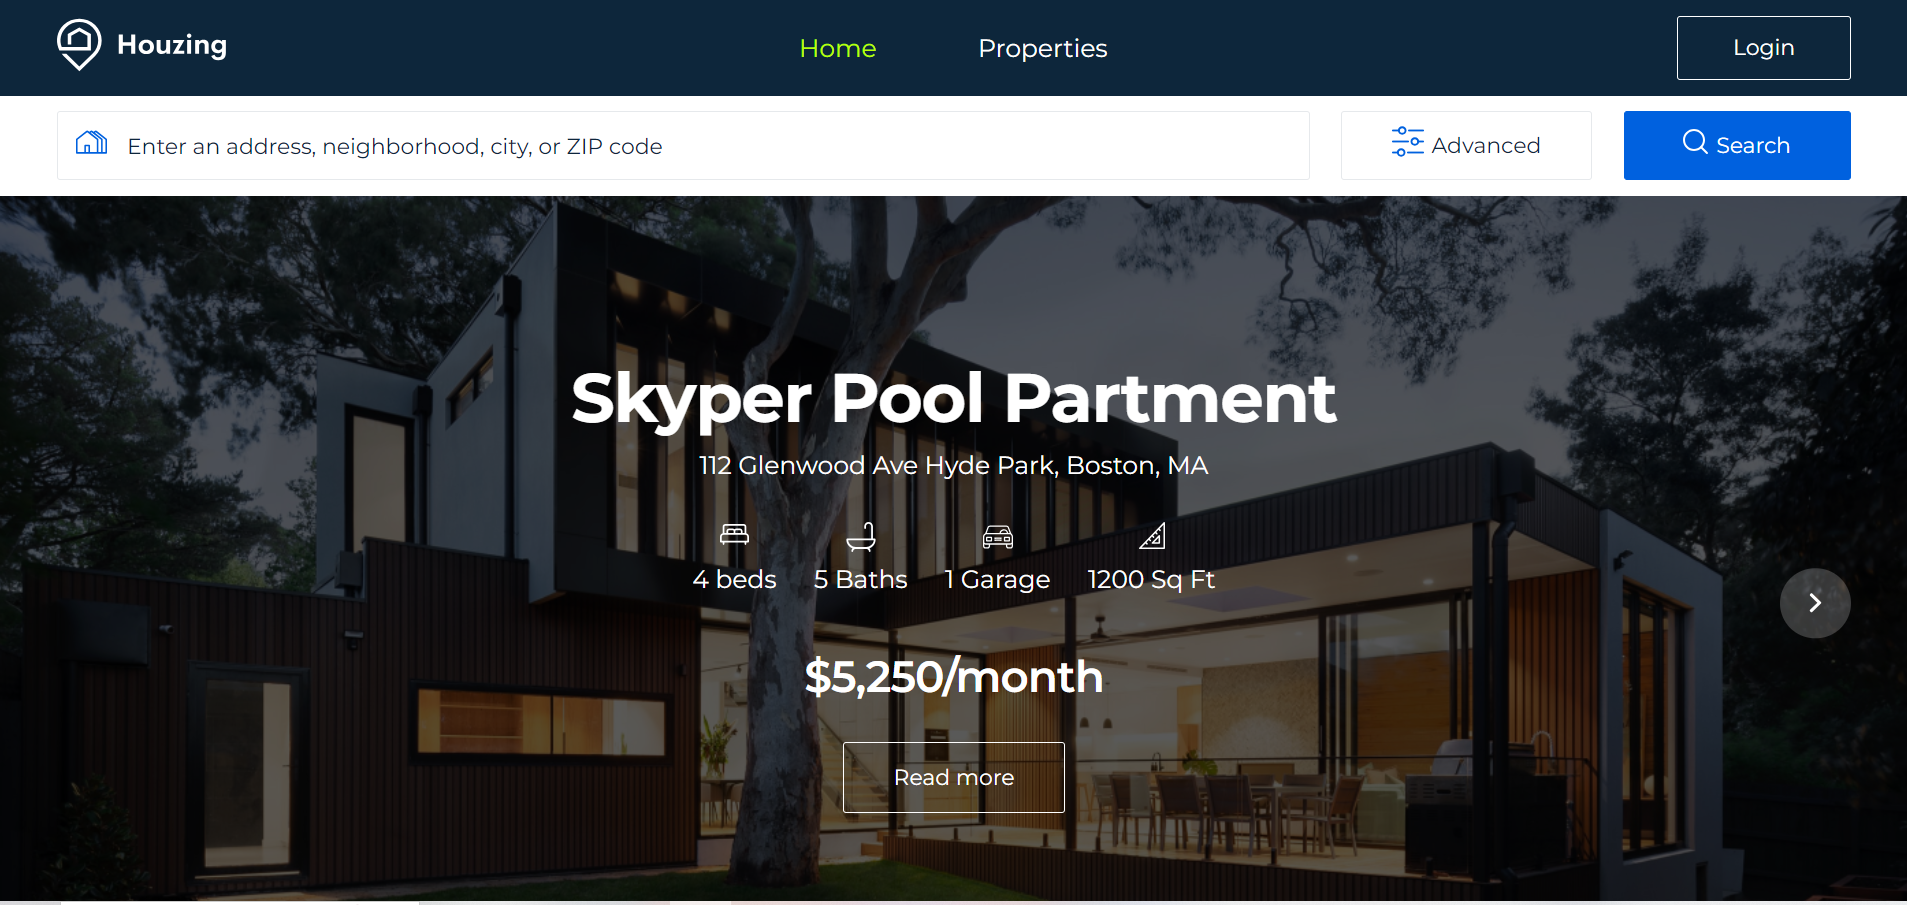 Houzing
Home
Properties
Login
Enter an address, neighborhood, city, or ZIP code
Advanced
Search
Skyper Pool Partment
112 Glenwood Ave Hyde Park, Boston, MA
4 beds
5 Baths
1 Garage
1200 Sq Ft
$5,250/month
Read more